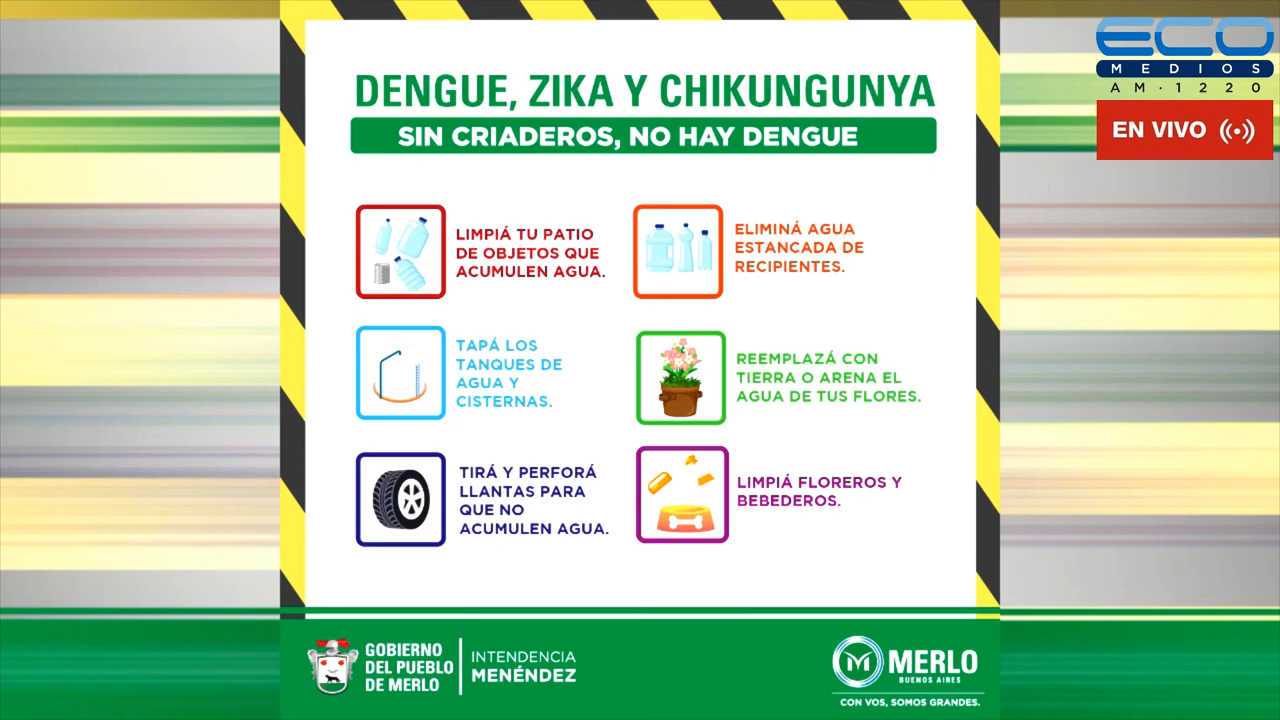 ECO
MEDIOS
AM·1220
EN VIVO
DENGUE, ZIKA Y CHIKUNGUNYA
SIN CRIADEROS, NO HAY DENGUE
LIMPIÁ TU PATIO
DE OBJETOS QUE
ACUMULEN AGUA.
ELIMINÁ AGUA
ESTANCADA DE
RECIPIENTES.
TAPÁ LOS
TANQUES DE
AGUA Y
CISTERNAS.
REEMPLAZÁ CON
TIERRA O ARENA EL
AGUA DE TUS FLORES.
TIRÁ Y PERFORÁ
LLANTAS PARA
QUE NO
ACUMULEN AGUA.
LIMPIÁ FLOREROS Y
BEBEDEROS.
GOBIERNO
DEL PUEBLO
DE MERLO
INTENDENCIA
MENÉNDEZ
MERLO
BUENOS AIRES
CON VOS, SOMOS GRANDES.